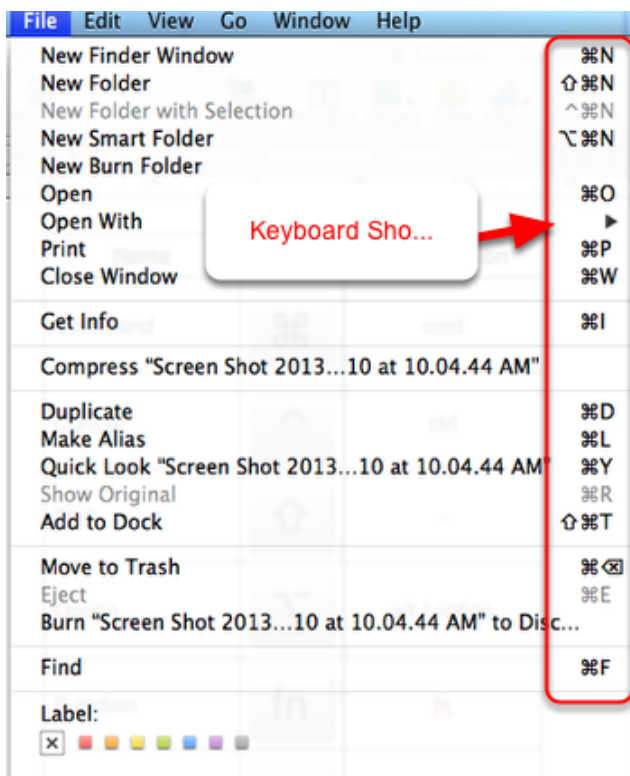 File Edit View Go Window Help
New Finder Window ⌘N
New Folder ⇧⌘N
New Folder with Selection ^⌘N
New Smart Folder ⌥⌘N
New Burn Folder
Open ⌘O
Open With ▶
Keyboard Sho...
Print ⌘P
Close Window ⌘W
Get Info ⌘I
Compress “Screen Shot 2013...10 at 10.04.44 AM”
Duplicate ⌘D
Make Alias ⌘L
Quick Look “Screen Shot 2013...10 at 10.04.44 AM” ⌘Y
Show Original ⌘R
Add to Dock ⇧⌘T
Move to Trash ⌘⌫
Eject ⌘E
Burn “Screen Shot 2013...10 at 10.04.44 AM” to Disc...
Find ⌘F
Label: